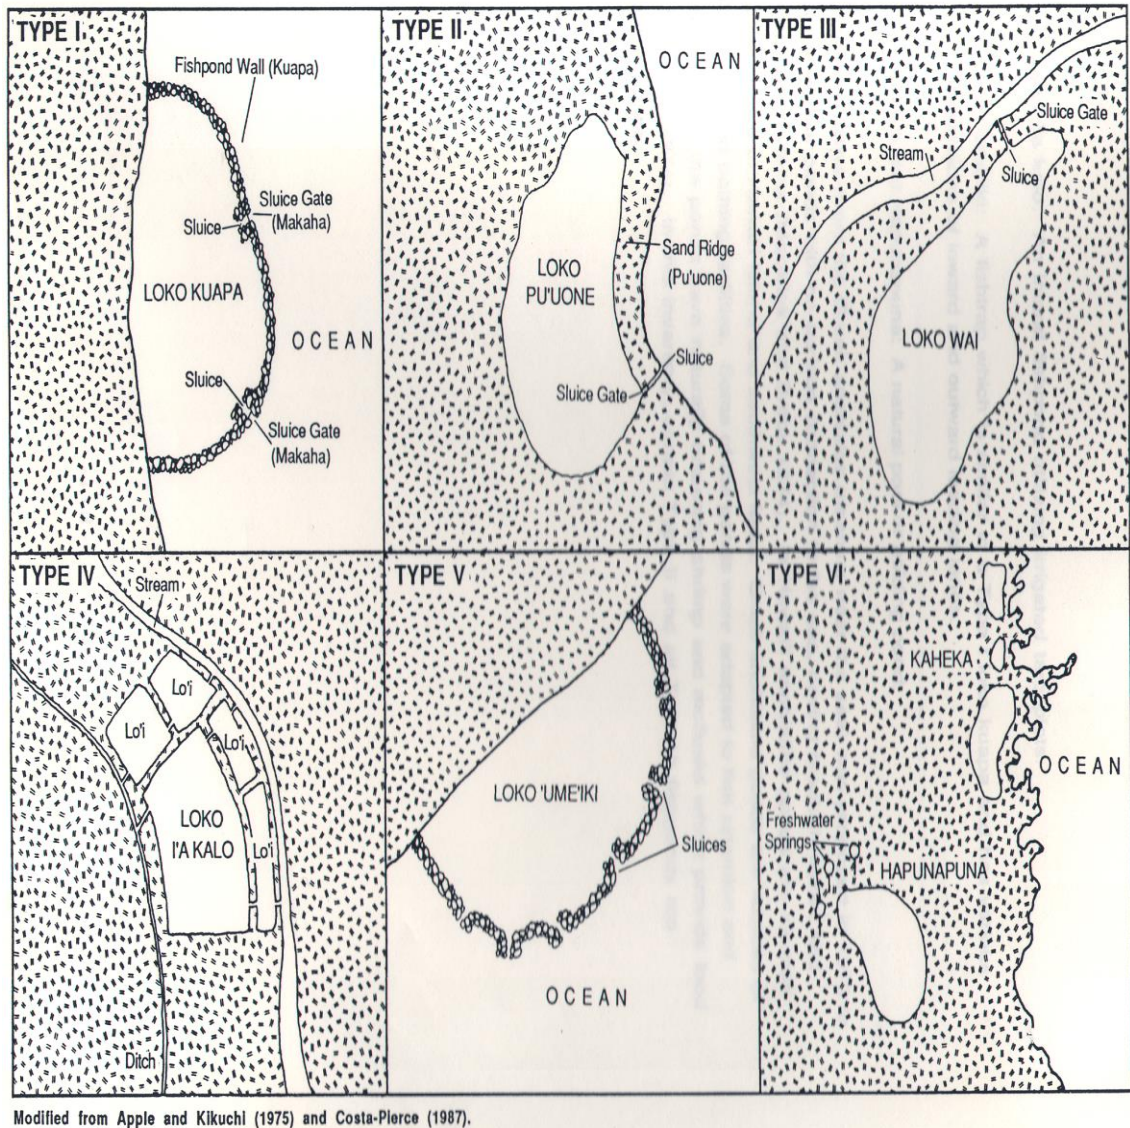 TYPE I
Fishpond Wall (Kuapa)
Sluice Gate
(Makaha)
Sluice
LOKO KUAPA
OCEAN
Sluice
Sluice Gate
(Makaha)
TYPE II
OCEAN
LOKO
PU'UONE
Sand Ridge
(Pu'uone)
Sluice
Sluice Gate
TYPE III
Sluice Gate
Stream
Sluice
LOKO WAI
TYPE IV
Stream
Lo'i
Lo'i
Lo'i
LOKO
I'A KALO
Lo'i
Ditch
TYPE V
LOKO 'UME'IKI
Sluices
OCEAN
TYPE VI
KAHEKA
OCEAN
Freshwater
Springs
HAPUNAPUNA
Modified from Apple and Kikuchi (1975) and Costa-Pierce (1987).